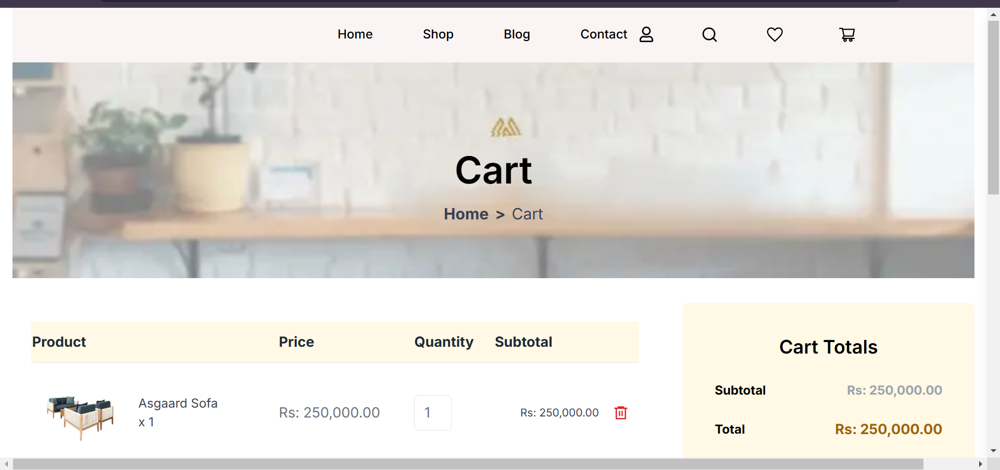 Home Shop Blog Contact
Cart
Home > Cart
Product Price Quantity Subtotal
Asgaard Sofa
x 1
Rs: 250,000.00 1 Rs: 250,000.00
Cart Totals
Subtotal Rs: 250,000.00
Total Rs: 250,000.00